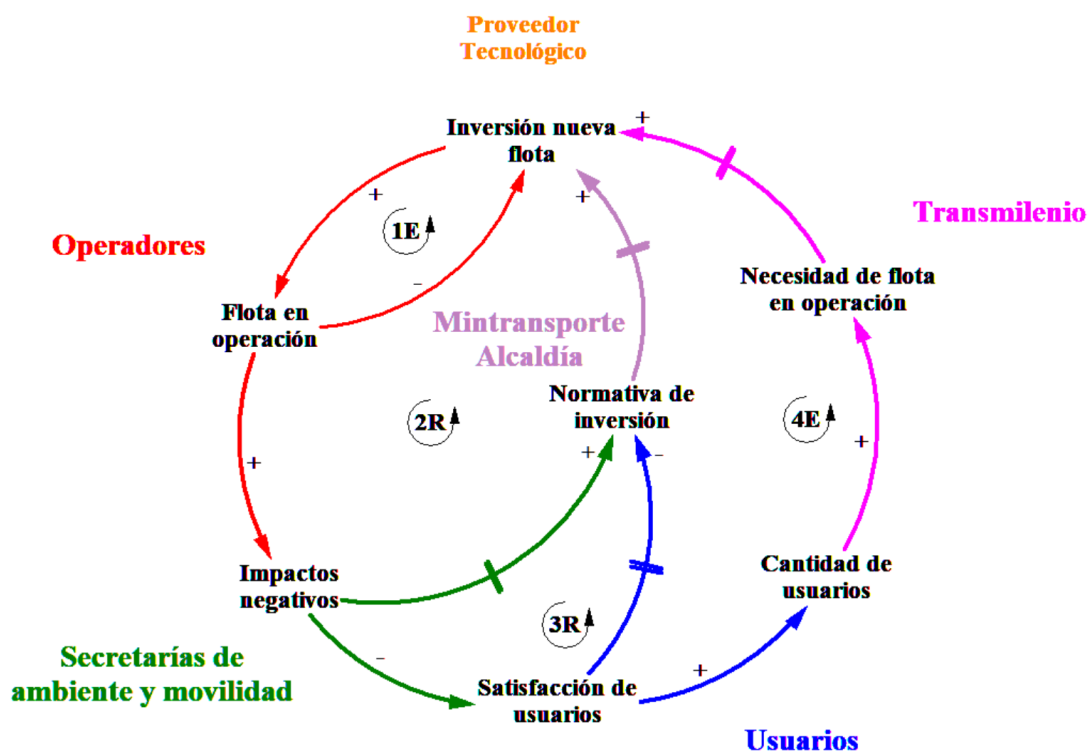 Proveedor
Tecnológico
Inversión nueva
flota
+
+
1E
+
Transmilenio
Operadores
-
Necesidad de flota
en operación
Flota en
operación
Mintransporte
Alcaldía
Normativa de
inversión
2R
4E
+
-
+
+
Cantidad de
usuarios
Impactos
negativos
3R
Secretarías de
ambiente y movilidad
-
+
Satisfacción de
usuarios
Usuarios